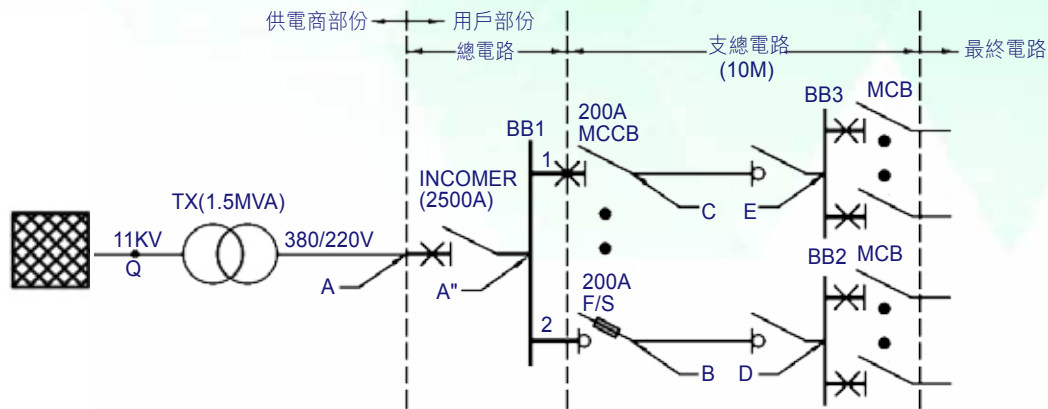 供電商部份
用戶部份
總電路
支總電路
(10M)
最終電路
TX(1.5MVA)
11KV
Q
380/220V
A
INCOMER
(2500A)
A"
BB1
1
2
200A
MCCB
C
E
BB3
MCB
200A
F/S
B
D
BB2
MCB